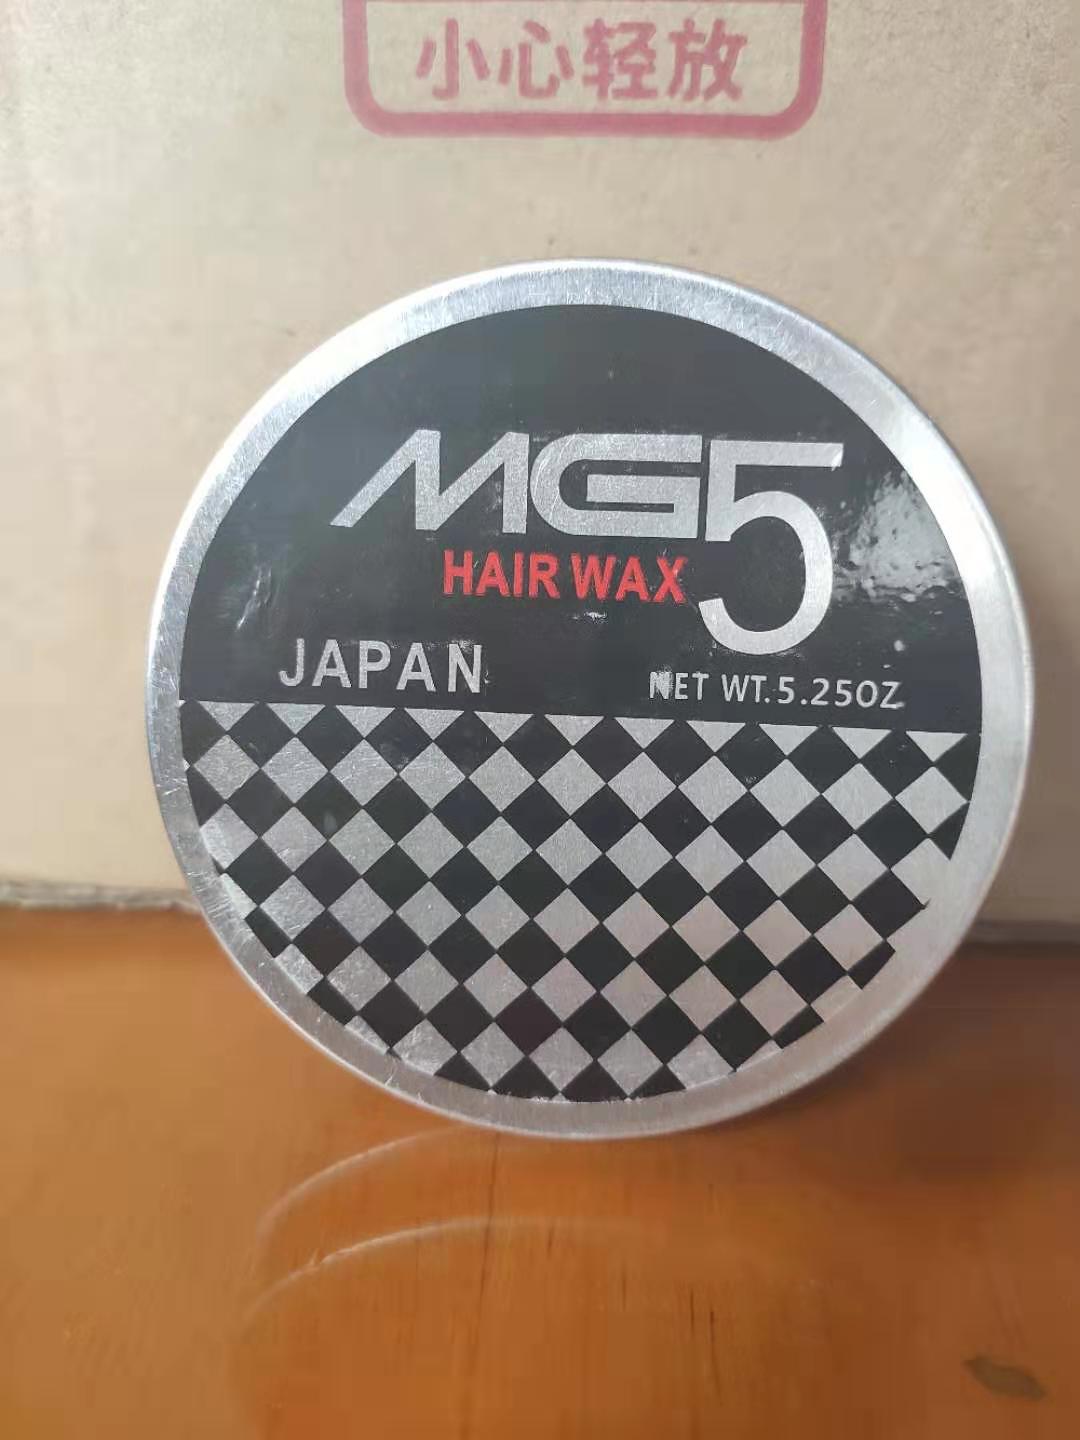 小心轻放
MG5
HAIR WAX
JAPAN
NET WT.5.25OZ